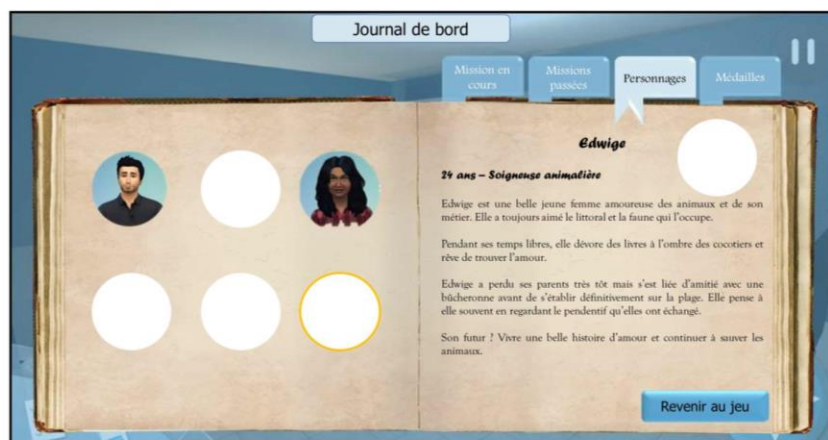 Journal de bord
Mission en
cours
Missions
passées
Personnages
Médailles
Edwige
24 ans – Soigneuse animalière
Edwige est une belle jeune femme amoureuse des animaux et de son
métier. Elle a toujours aimé le littoral et la faune qui l'occupe.
Pendant ses temps libres, elle dévore des livres à l'ombre des cocotiers et
rêve de trouver l'amour.
Edwige a perdu ses parents très tôt mais s'est liée d'amitié avec une
bûcheronne avant de s'établir définitivement sur la plage. Elle pense à
elle souvent en regardant le pendentif qu'elles ont échangé.
Son futur ? Vivre une belle histoire d'amour et continuer à sauver les
animaux.
Revenir au jeu